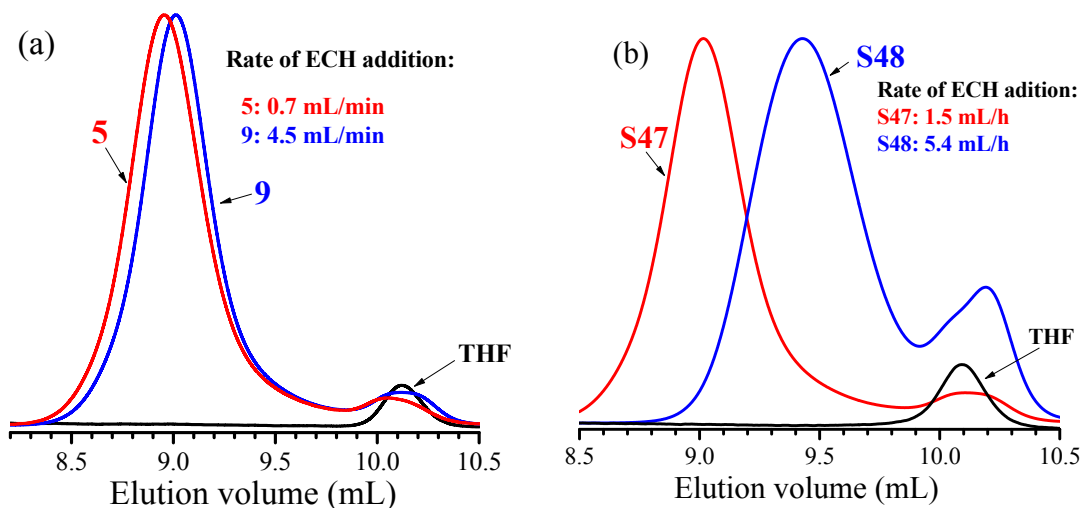 (a)
Rate of ECH addition:
5: 0.7 mL/min
9: 4.5 mL/min
5
9
THF
8.5 9.0 9.5 10.0 10.5
Elution volume (mL)
(b)
S48
Rate of ECH adition:
S47: 1.5 mL/h
S48: 5.4 mL/h
S47
THF
8.5 9.0 9.5 10.0 10.5
Elution volume (mL)